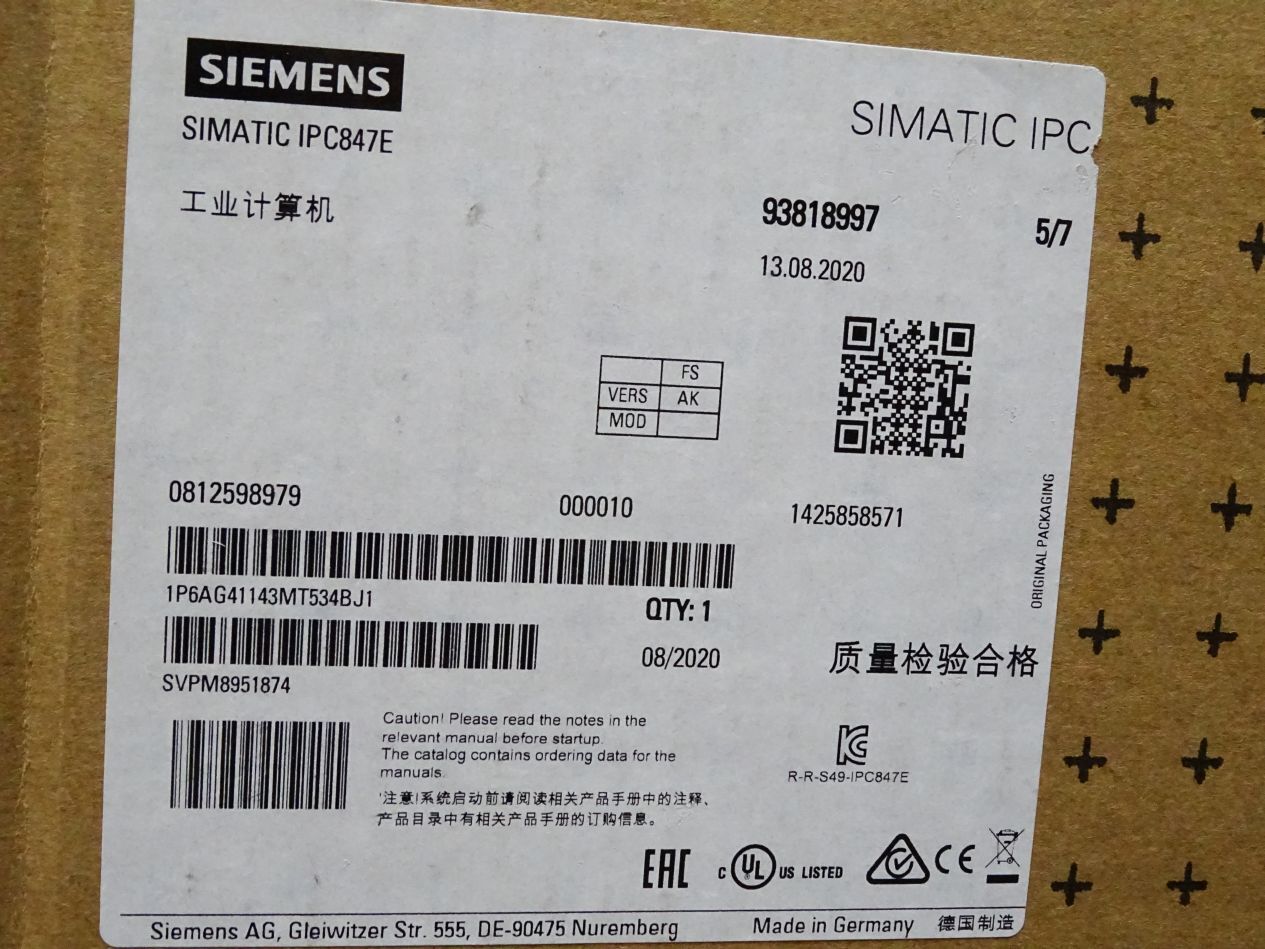 SIEMENS
SIMATIC IPC847E
SIMATIC IPC
工业计算机
93818997
5/7
13.08.2020
FS
VERS AK
MOD
0812598979
000010
1425858571
ORIGINAL PACKAGING
1P6AG41143MT534BJ1
QTY: 1
SVPM8951874
08/2020
质量检验合格
Caution! Please read the notes in the
relevant manual before startup.
The catalog contains ordering data for the
manuals.
'注意!系统启动前请阅读相关产品手册中的注释、
产品目录中有相关产品手册的订购信息。
R-R-S49-IPC847E
EAC
C UL US LISTED
CE
Siemens AG, Gleiwitzer Str. 555, DE-90475 Nuremberg
Made in Germany 德国制造